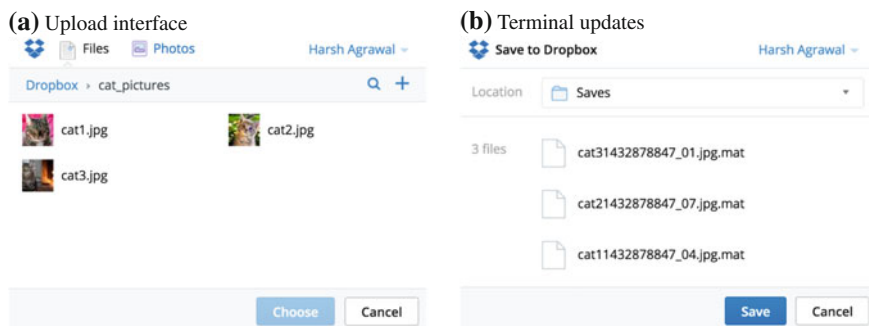 (a) Upload interface
Files Photos Harsh Agrawal
Dropbox › cat_pictures
cat1.jpg cat2.jpg
cat3.jpg
Choose Cancel
(b) Terminal updates
Save to Dropbox Harsh Agrawal
Location Saves
3 files cat31432878847_01.jpg.mat
cat21432878847_07.jpg.mat
cat11432878847_04.jpg.mat
Save Cancel